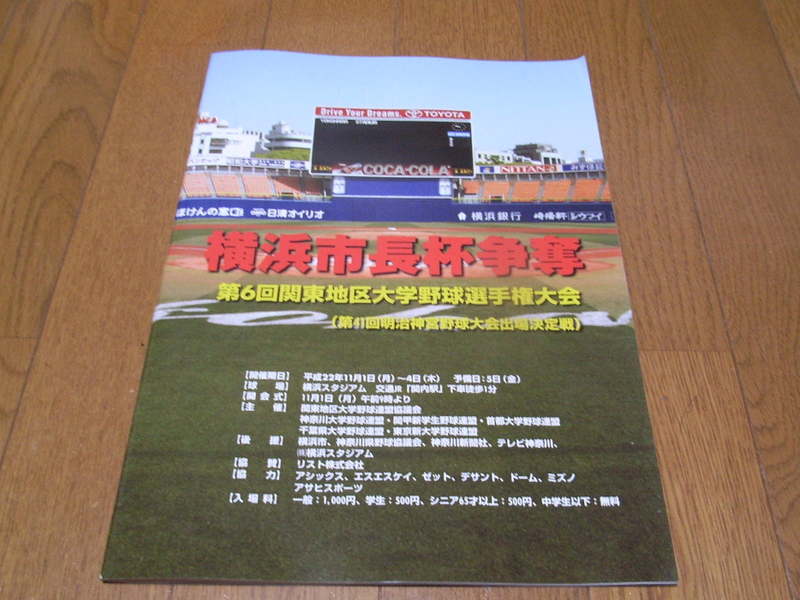 Drive Your Dreams. TOYOTA
YOKOHAMA STADIUM
COCA-COLA
NITTAN
ほけんの窓口 日清オイリオ
横浜銀行 崎陽軒 シウマイ
横浜市長杯争奪
第6回関東地区大学野球選手権大会
(第41回明治神宮野球大会出場決定戦)
【開催期日】 平成22年11月1日(月)~4日(木) 予備日:5日(金)
【球場】 横浜スタジアム 交通JR「関内駅」下車徒歩1分
【開会式】 11月1日(月)午前9時より
【主催】 関東地区大学野球連盟協議会
神奈川大学野球連盟・関甲新学生野球連盟・首都大学野球連盟
千葉県大学野球連盟・東京新大学野球連盟
【後援】 横浜市、神奈川県野球協議会、神奈川新聞社、テレビ神奈川、
㈱横浜スタジアム
【協賛】 リスト株式会社
【協力】 アシックス、エスエスケイ、ゼット、デサント、ドーム、ミズノ
アサヒスポーツ
【入場料】 一般:1,000円、学生:500円、シニア65才以上:500円、中学生以下:無料